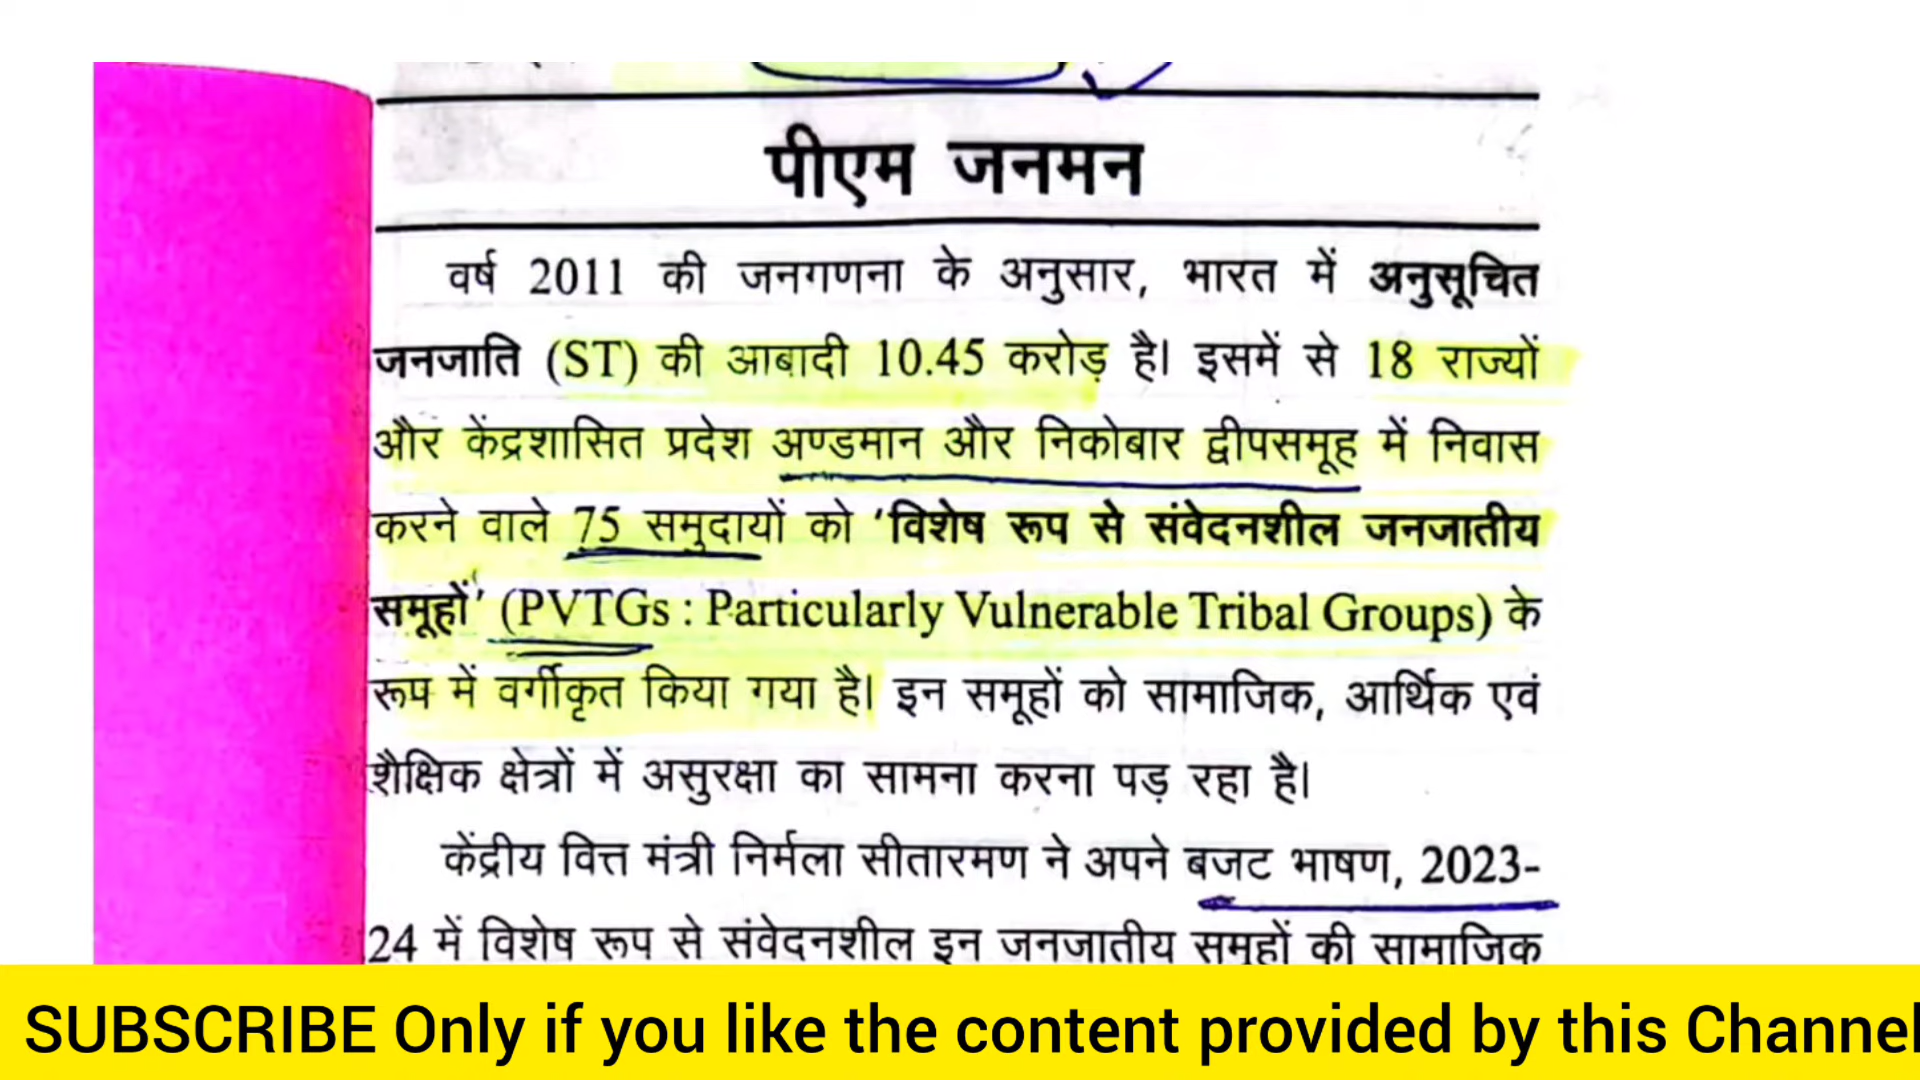 पीएम जनमन
वर्ष 2011 की जनगणना के अनुसार, भारत में अनुसूचित
जनजाति (ST) की आबादी 10.45 करोड़ है। इसमें से 18 राज्यों
और केंद्रशासित प्रदेश अण्डमान और निकोबार द्वीपसमूह में निवास
करने वाले 75 समुदायों को ‘विशेष रूप से संवेदनशील जनजातीय
समूहों’ (PVTGs : Particularly Vulnerable Tribal Groups) के
रूप में वर्गीकृत किया गया है। इन समूहों को सामाजिक, आर्थिक एवं
शैक्षिक क्षेत्रों में असुरक्षा का सामना करना पड़ रहा है।
केंद्रीय वित्त मंत्री निर्मला सीतारमण ने अपने बजट भाषण, 2023-
24 में विशेष रूप से संवेदनशील इन जनजातीय समूहों की सामाजिक
SUBSCRIBE Only if you like the content provided by this Channel